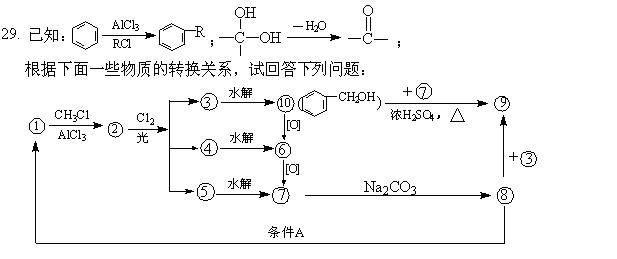 29. 已知: AlCl3 RCl R ; OH —C—OH —H2O O —C— ;
根据下面一些物质的转换关系，试回答下列问题:
① CH3Cl AlCl3 ② Cl2 光 ③ 水解 ⑩( CH2OH) +⑦ 浓H2SO4, △ ⑨
[O]
④ 水解 ⑥
[O]
+③
⑤ 水解 ⑦ Na2CO3 ⑧
条件A